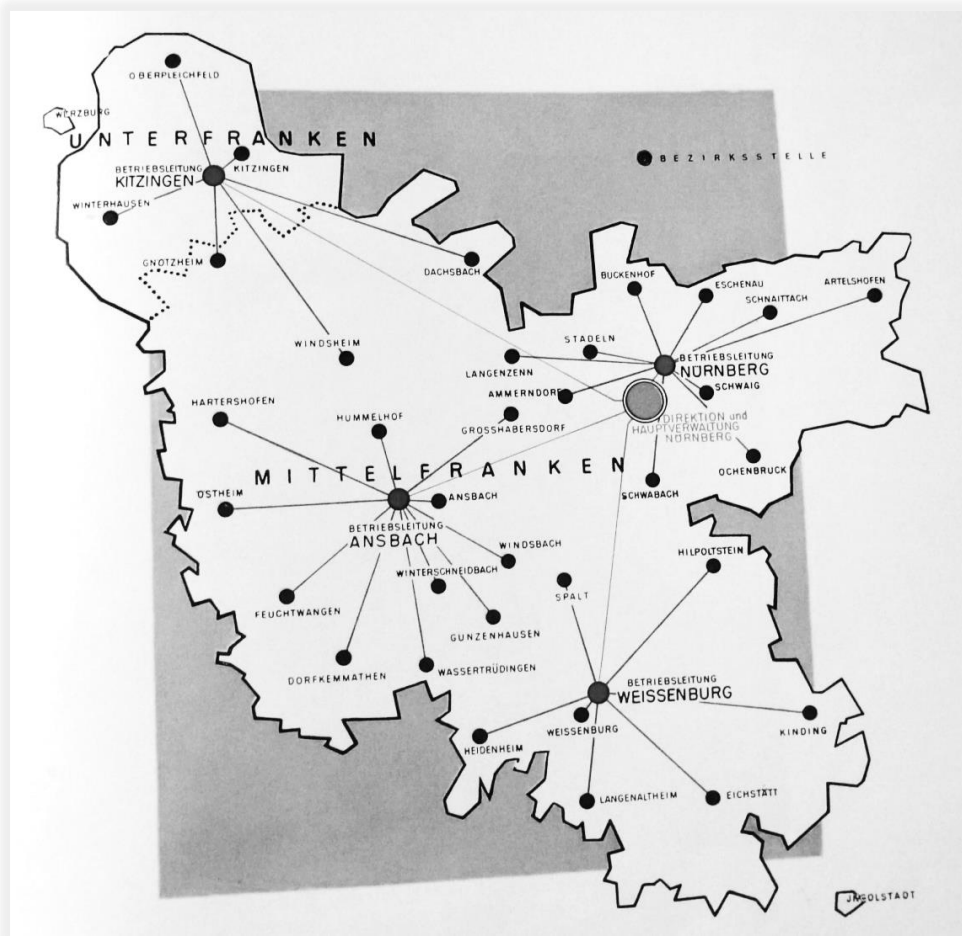 OBERPLEICHFELD
WÜRZBURG
UNTERFRANKEN
BEZIRKSSTELLE
BETRIEBSLEITUNG
KITZINGEN
KITZINGEN
WINTERHAUSEN
GNÖTZHEIM
DACHSBACH
BUCKENHOF
ESCHENAU
ARTELSHOFEN
SCHNAITTACH
WINDSHEIM
STADELN
LANGENZENN
BETRIEBSLEITUNG
NÜRNBERG
SCHWAIG
AMMERNDORF
HARTERSHOFEN
HUMMELHOF
GROSSHABERSDORF
DIREKTION und
HAUPTVERWALTUNG
NÜRNBERG
MITTELFRANKEN
OCHENBRUCK
SCHWABACH
OSTHEIM
ANSBACH
BETRIEBSLEITUNG
ANSBACH
WINDSBACH
HILPOLTSTEIN
WINTERSCHNEIDBACH
SPALT
FEUCHTWANGEN
GUNZENHAUSEN
DORFKEMMATHEN
WASSERTRÜDINGEN
BETRIEBSLEITUNG
WEISSENBURG
WEISSENBURG
KINDING
HEIDENHEIM
LANGENALTHEIM
EICHSTÄTT
INGOLSTADT